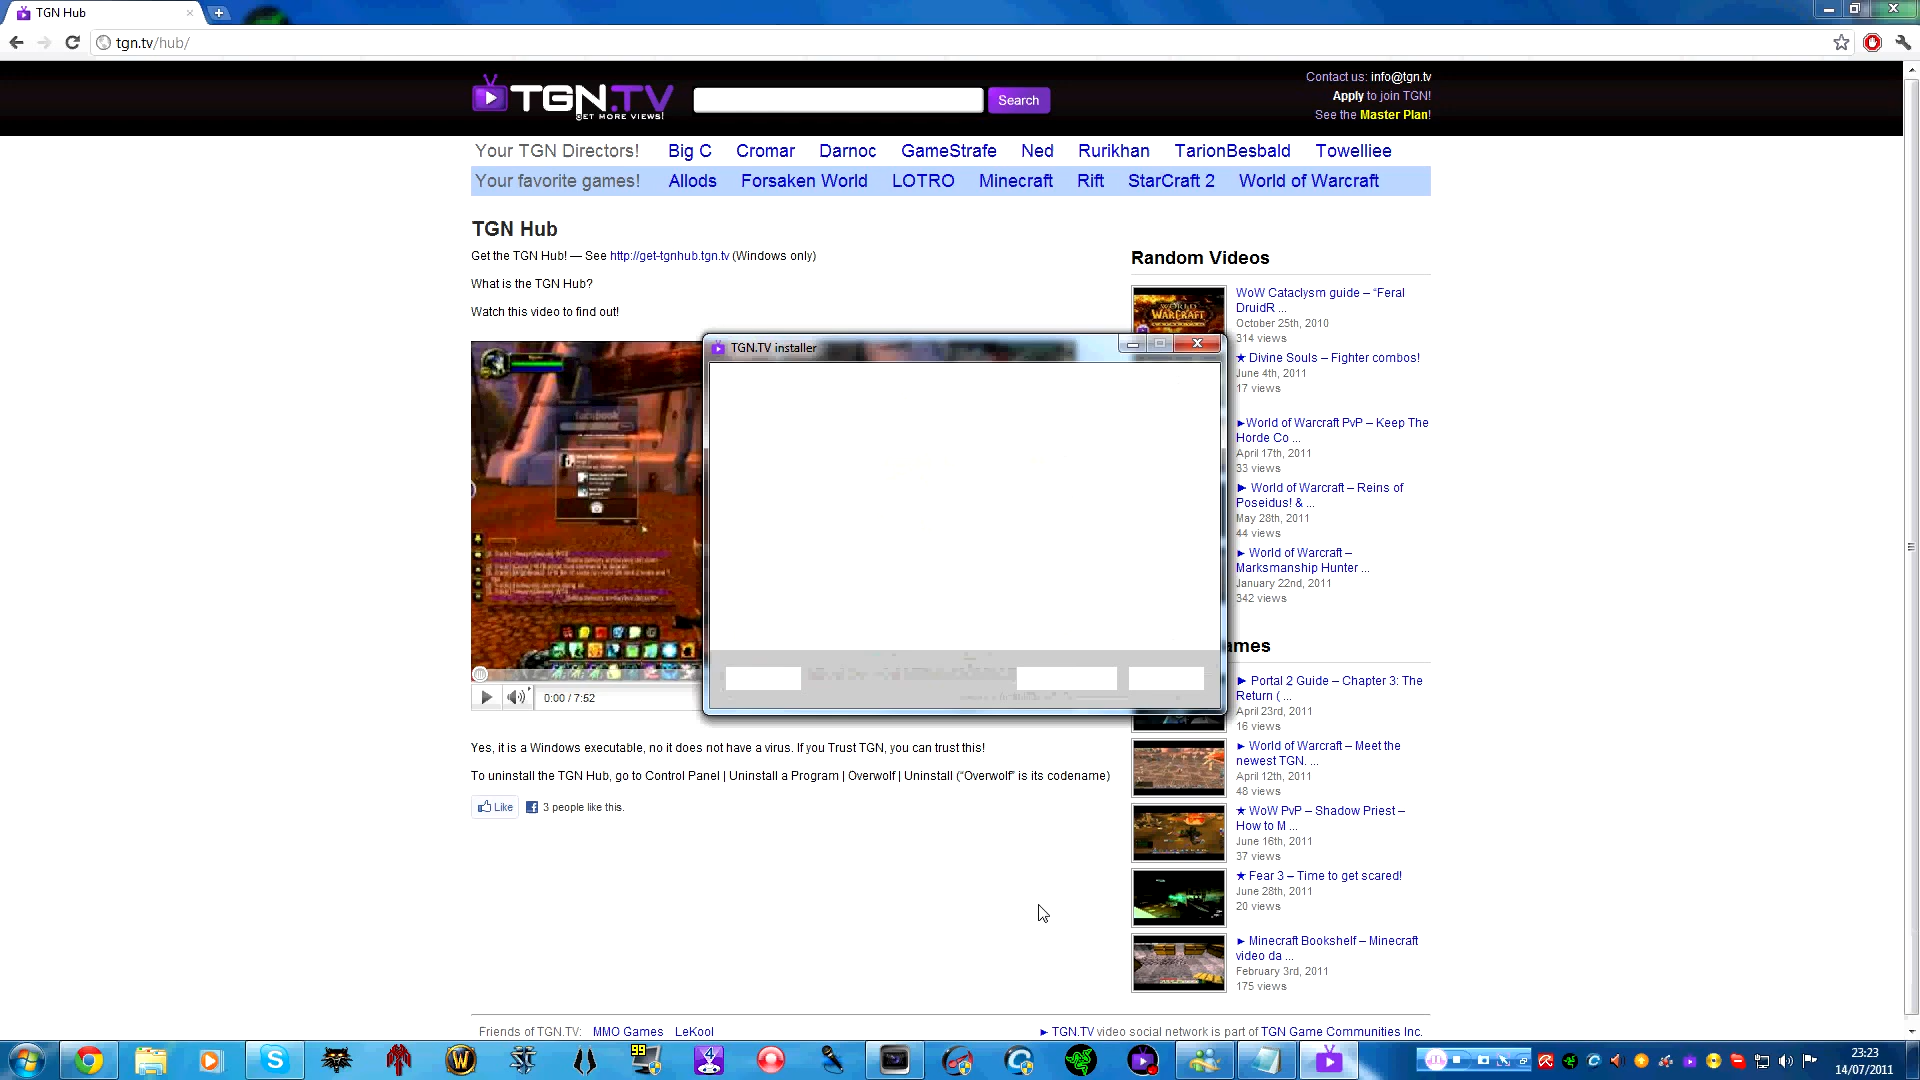 TGN Hub
tgn.tv/hub/
TGN.TV
GET MORE VIEWS!
Search
Contact us: info@tgn.tv
Apply to join TGN!
See the Master Plan!
Your TGN Directors! Big C Cromar Darnoc GameStrafe Ned Rurikhan TarionBesbald Towelliee
Your favorite games! Allods Forsaken World LOTRO Minecraft Rift StarCraft 2 World of Warcraft
TGN Hub
Get the TGN Hub! — See http://get-tgnhub.tgn.tv (Windows only)
What is the TGN Hub?
Watch this video to find out!
facebook
0:00 / 7:52
TGN.TV installer
Yes, it is a Windows executable, no it does not have a virus. If you Trust TGN, you can trust this!
To uninstall the TGN Hub, go to Control Panel | Uninstall a Program | Overwolf | Uninstall (“Overwolf” is its codename)
Like
3 people like this.
Random Videos
WORLD OF WARCRAFT
WoW Cataclysm guide – “Feral
DruidR ...
October 25th, 2010
314 views
★ Divine Souls – Fighter combos!
June 4th, 2011
17 views
►World of Warcraft PvP – Keep The
Horde Co ...
April 17th, 2011
33 views
► World of Warcraft – Reins of
Poseidus! & ...
May 28th, 2011
44 views
► World of Warcraft –
Marksmanship Hunter ...
January 22nd, 2011
342 views
ames
► Portal 2 Guide – Chapter 3: The
Return ( ...
April 23rd, 2011
16 views
► World of Warcraft – Meet the
newest TGN. ...
April 12th, 2011
48 views
★ WoW PvP – Shadow Priest –
How to M ...
June 16th, 2011
37 views
★ Fear 3 – Time to get scared!
June 28th, 2011
20 views
► Minecraft Bookshelf – Minecraft
video da ...
February 3rd, 2011
175 views
Friends of TGN.TV: MMO Games LeKool
► TGN.TV video social network is part of TGN Game Communities Inc.
99
4
23:23
14/07/2011